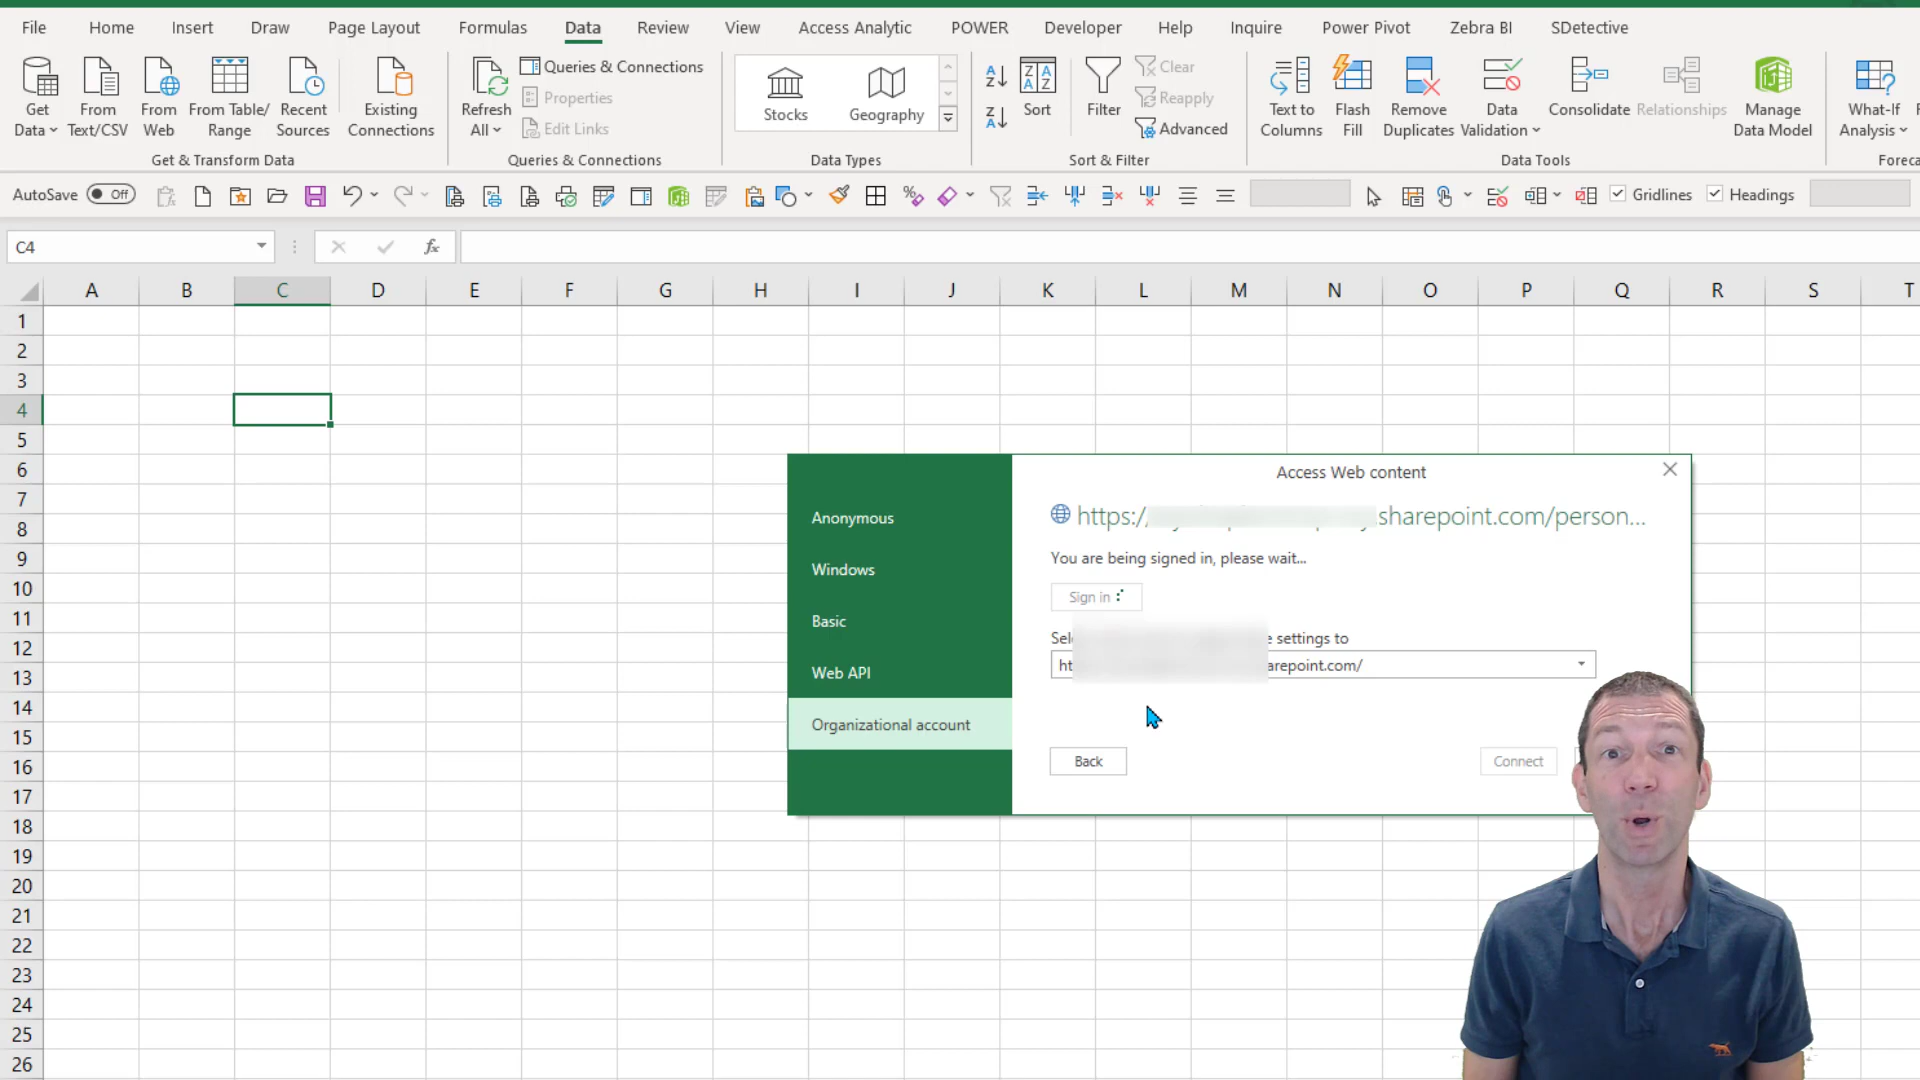 File Home Insert Draw Page Layout Formulas Data Review View Access Analytic POWER Developer Help Inquire Power Pivot Zebra BI SDetective
Get Data
From Text/CSV
From Web
From Table/ Range
Recent Sources
Existing Connections
Get & Transform Data
Refresh All
Queries & Connections
Properties
Edit Links
Queries & Connections
Stocks
Geography
Data Types
Sort
Filter
Clear
Reapply
Advanced
Sort & Filter
Text to Columns
Flash Fill
Remove Duplicates
Data Validation
Consolidate
Relationships
Manage Data Model
Data Tools
What-If Analysis
AutoSave Off
Gridlines Headings
C4
fx
A B C D E F G H I J K L M N O P Q R S T
1
2
3
4
5
6
7
8
9
10
11
12
13
14
15
16
17
18
19
20
21
22
23
24
25
26
Access Web content
Anonymous
Windows
Basic
Web API
Organizational account
https:/ .sharepoint.com/person...
You are being signed in, please wait...
Sign in
settings to
arepoint.com/
Back
Connect